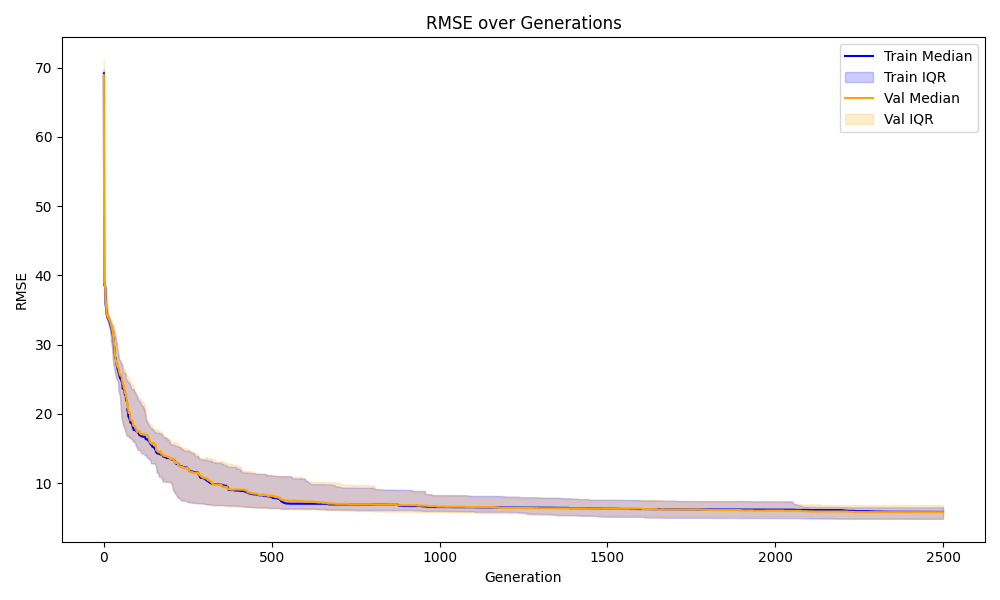 RMSE over Generations
Train Median
Train IQR
Val Median
Val IQR
RMSE
70
60
50
40
30
20
10
0
500
1000
1500
2000
2500
Generation